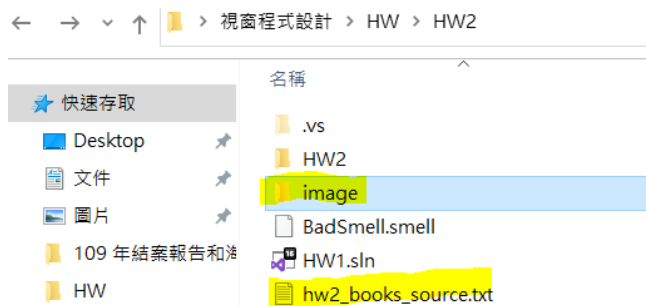 視窗程式設計 > HW > HW2
名稱
快速存取
Desktop
文件
圖片
109 年結案報告和
HW
.vs
HW2
image
BadSmell.smell
HW1.sln
hw2_books_source.txt